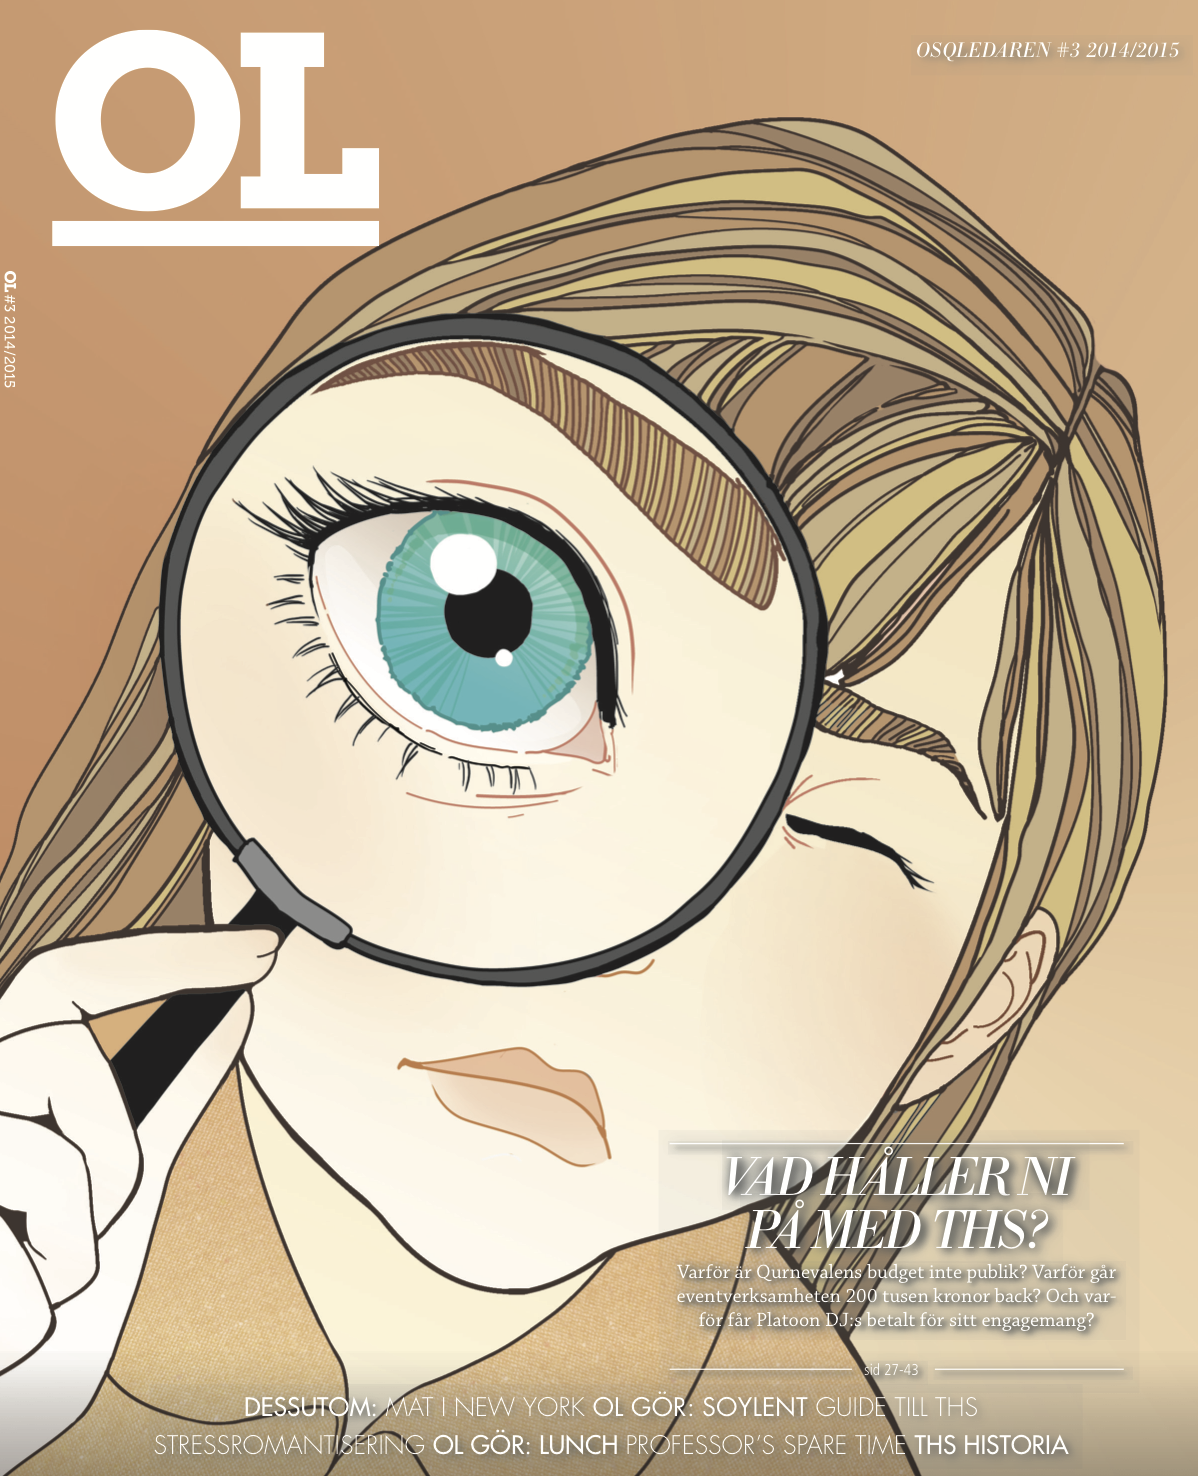 OL
OSQLEDAREN #3 2014/2015
OL #3 2014/2015
VAD HÅLLER NI
PÅ MED THS?
Varför är Qurnevalens budget inte publik? Varför går
eventverksamheten 200 tusen kronor back? Och var-
för får Platoon DJ:s betalt för sitt engagemang?
sid 27-43
DESSUTOM: MAT I NEW YORK OL GÖR: SOYLENT GUIDE TILL THS
STRESSROMANTISERING OL GÖR: LUNCH PROFESSOR'S SPARE TIME THS HISTORIA